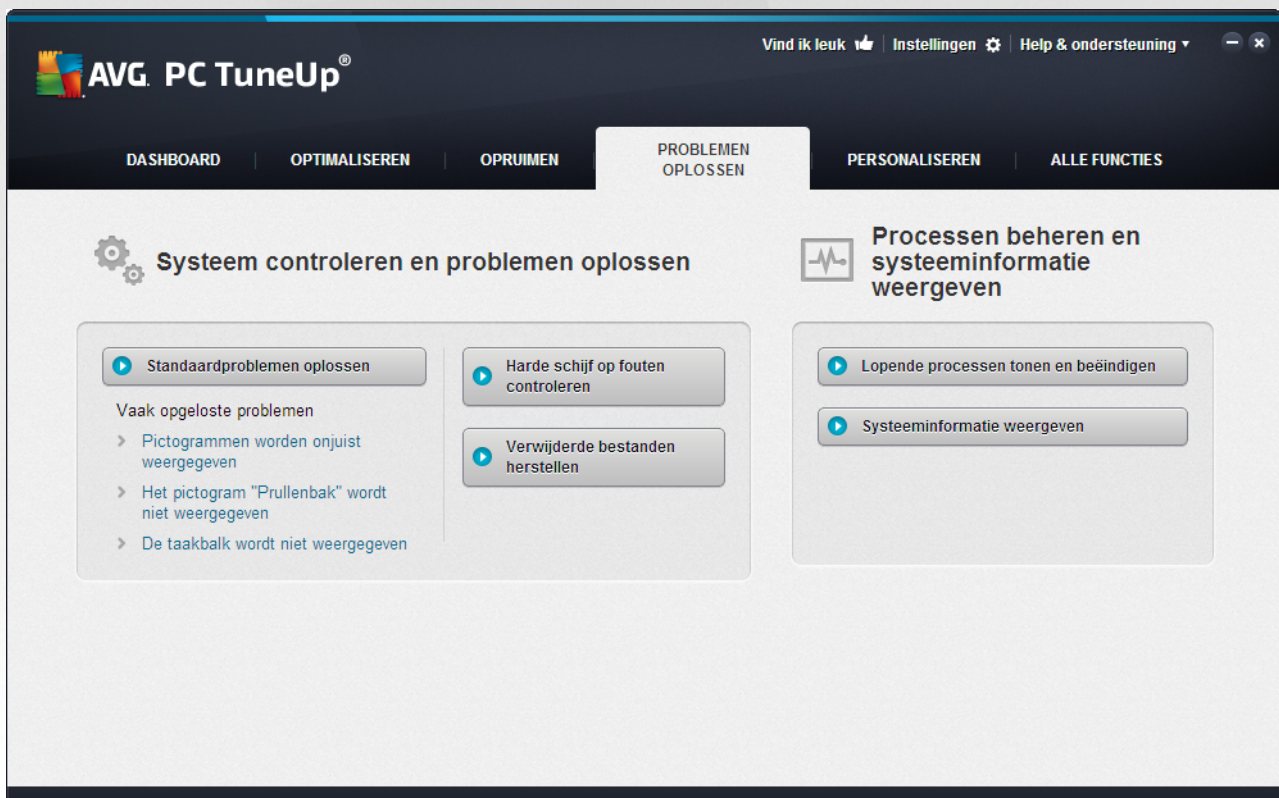 Vind ik leuk
Instellingen
Help & ondersteuning
AVG. PC TuneUp®
DASHBOARD
OPTIMALISEREN
OPRUIMEN
PROBLEMEN
OPLOSSEN
PERSONALISEREN
ALLE FUNCTIES
Systeem controleren en problemen oplossen
Standaardproblemen oplossen
Vaak opgeloste problemen
Pictogrammen worden onjuist
weergegeven
Het pictogram "Prullenbak" wordt
niet weergegeven
De taakbalk wordt niet weergegeven
Harde schijf op fouten
controleren
Verwijderde bestanden
herstellen
Processen beheren en
systeeminformatie
weergeven
Lopende processen tonen en beëindigen
Systeeminformatie weergeven